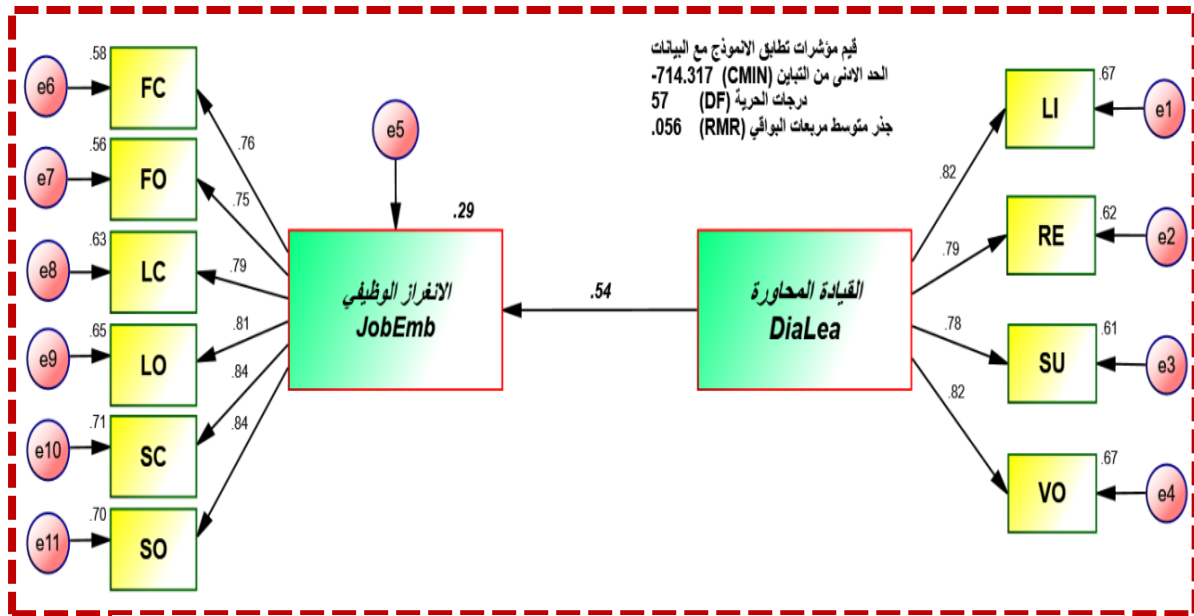 قيم مؤشرات تطابق الانموذج مع البيانات
الحد الادنى من التباين (CMIN) 714.317-
درجات الحرية (DF) 57
جذر متوسط مربعات البواقي (RMR) .056
.67
LI
e1
.82
.62
RE
e2
.79
.61
SU
e3
.78
.67
VO
e4
.82
القيادة المحاورة
DiaLea
.54
e5
.29
الانغراز الوظيفي
JobEmb
.58
e6
FC
.76
.56
e7
FO
.75
.63
e8
LC
.79
.65
e9
LO
.81
.71
e10
SC
.84
.70
e11
SO
.84